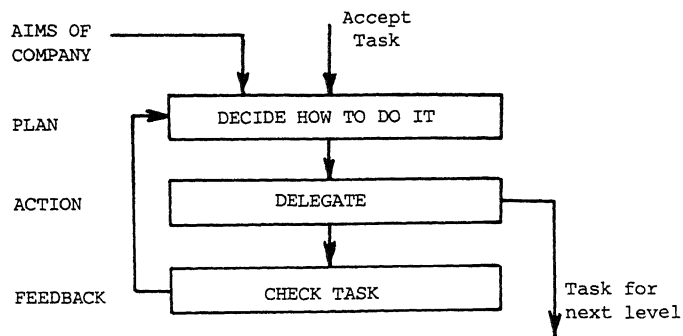 AIMS OF
COMPANY
Accept
Task
PLAN
DECIDE HOW TO DO IT
ACTION
DELEGATE
FEEDBACK
CHECK TASK
Task for
next level